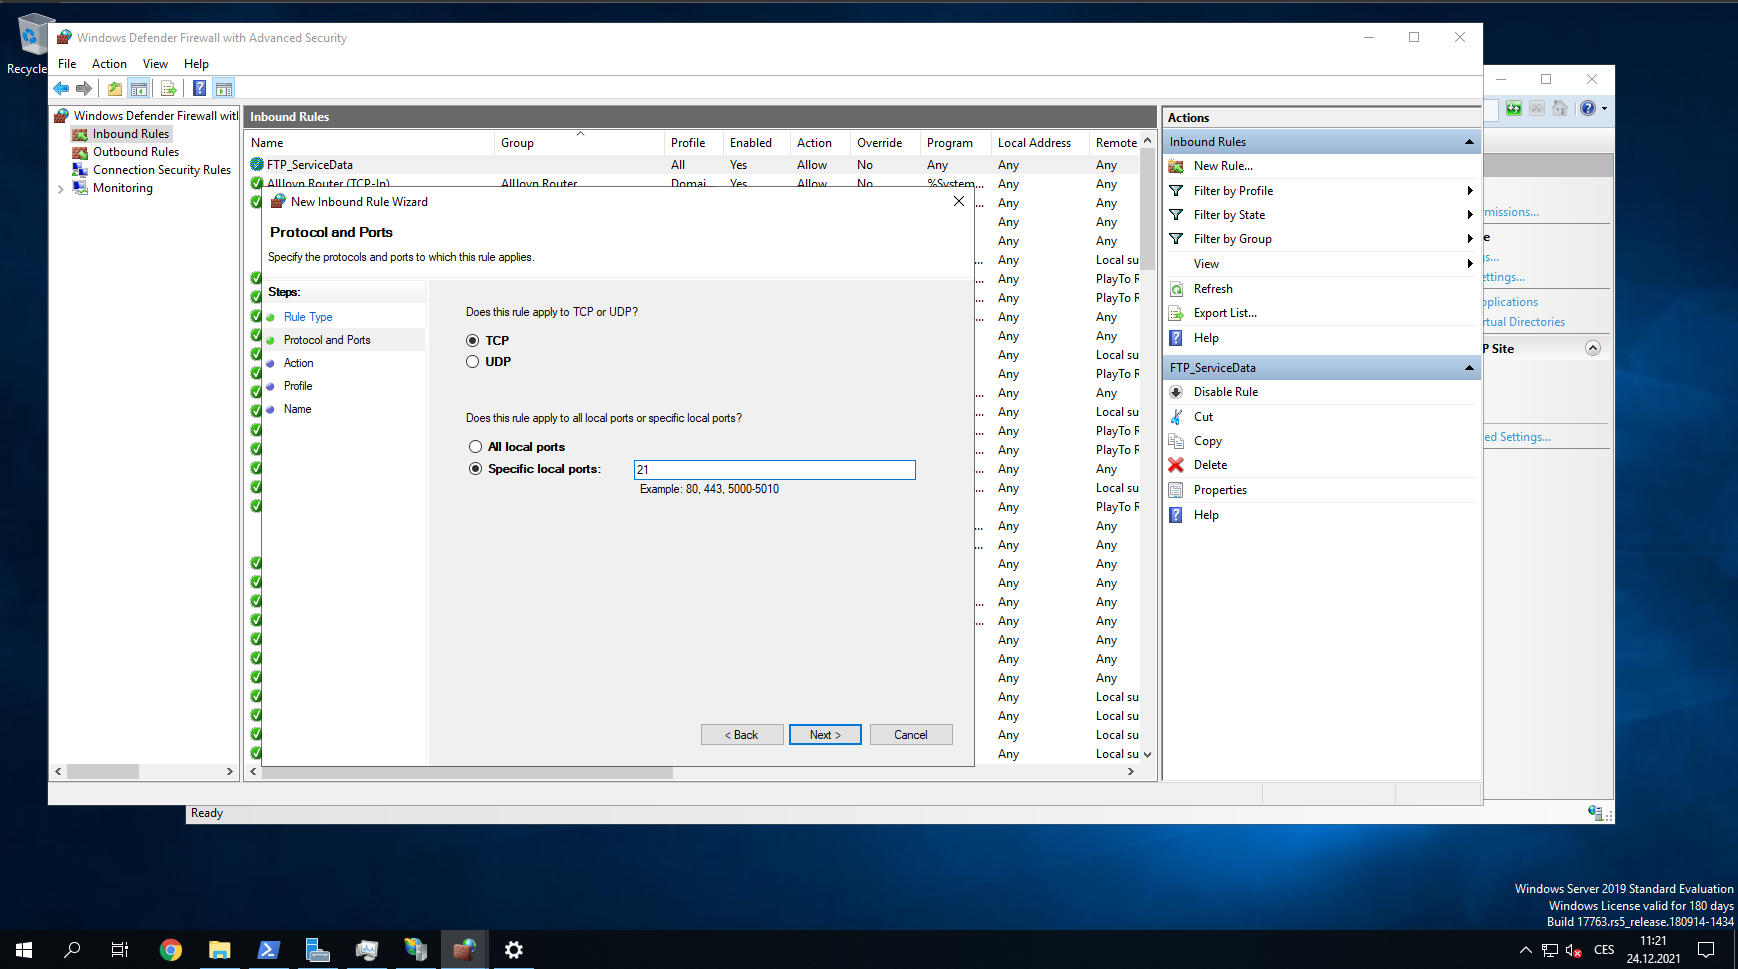 Recycle
Windows Defender Firewall with Advanced Security
File Action View Help
Windows Defender Firewall with
Inbound Rules
Outbound Rules
Connection Security Rules
Monitoring
Inbound Rules
Name Group Profile Enabled Action Override Program Local Address Remote
FTP_ServiceData All Yes Allow No Any Any Any
AllJoyn Router (TCP-In) AllJoyn Router Domai... Yes Allow No %System... Any Any
... Any Any
Any Any
Any Any
... Any Local su
Any PlayTo R
Any PlayTo R
... Any Any
Any Any
Any Local su
Any PlayTo R
... Any Any
... Any Local su
... Any PlayTo R
... Any PlayTo R
... Any Any
... Any Local su
... Any PlayTo R
... Any Any
... Any Any
Any Any
Any Any
... Any Any
... Any Any
Any Any
Any Any
Any Any
Any Local su
Any Local su
Any Local su
Any Local su
New Inbound Rule Wizard
Protocol and Ports
Specify the protocols and ports to which this rule applies.
Steps:
Rule Type
Protocol and Ports
Action
Profile
Name
Does this rule apply to TCP or UDP?
TCP
UDP
Does this rule apply to all local ports or specific local ports?
All local ports
Specific local ports: 21
Example: 80, 443, 5000-5010
< Back Next > Cancel
Actions
Inbound Rules
New Rule...
Filter by Profile
Filter by State
Filter by Group
View
Refresh
Export List...
Help
FTP_ServiceData
Disable Rule
Cut
Copy
Delete
Properties
Help
missions...
e
s...
ettings...
pplications
rtual Directories
P Site
ed Settings...
Ready
Windows Server 2019 Standard Evaluation
Windows License valid for 180 days
Build 17763.rs5_release.180914-1434
CES
11:21
24.12.2021